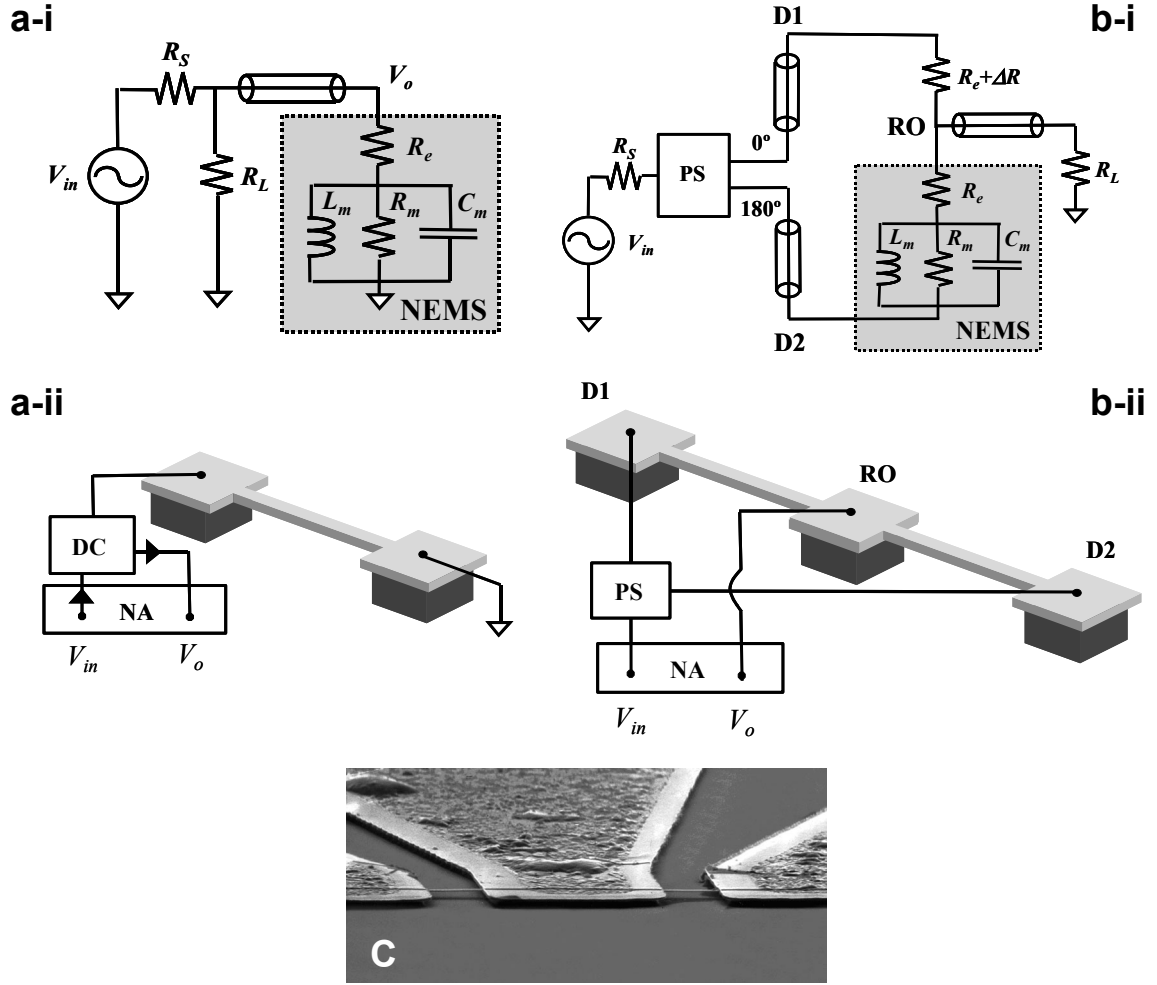 a-i
R_S
V_o
V_in
R_L
R_e
L_m
R_m
C_m
NEMS
b-i
D1
R_e+ΔR
RO
R_S
PS
0º
180º
V_in
R_L
R_e
L_m
R_m
C_m
NEMS
D2
a-ii
DC
NA
V_in
V_o
b-ii
D1
RO
D2
PS
NA
V_in
V_o
C